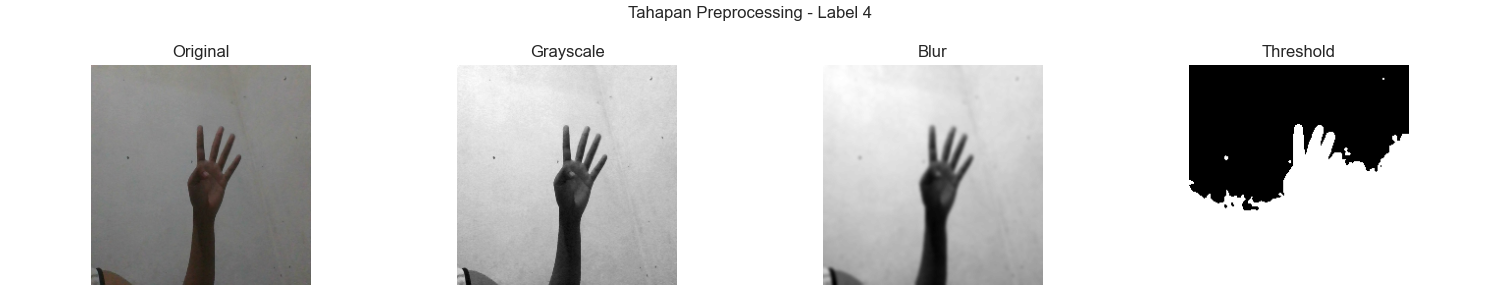 Tahapan Preprocessing - Label 4
Original
Grayscale
Blur
Threshold